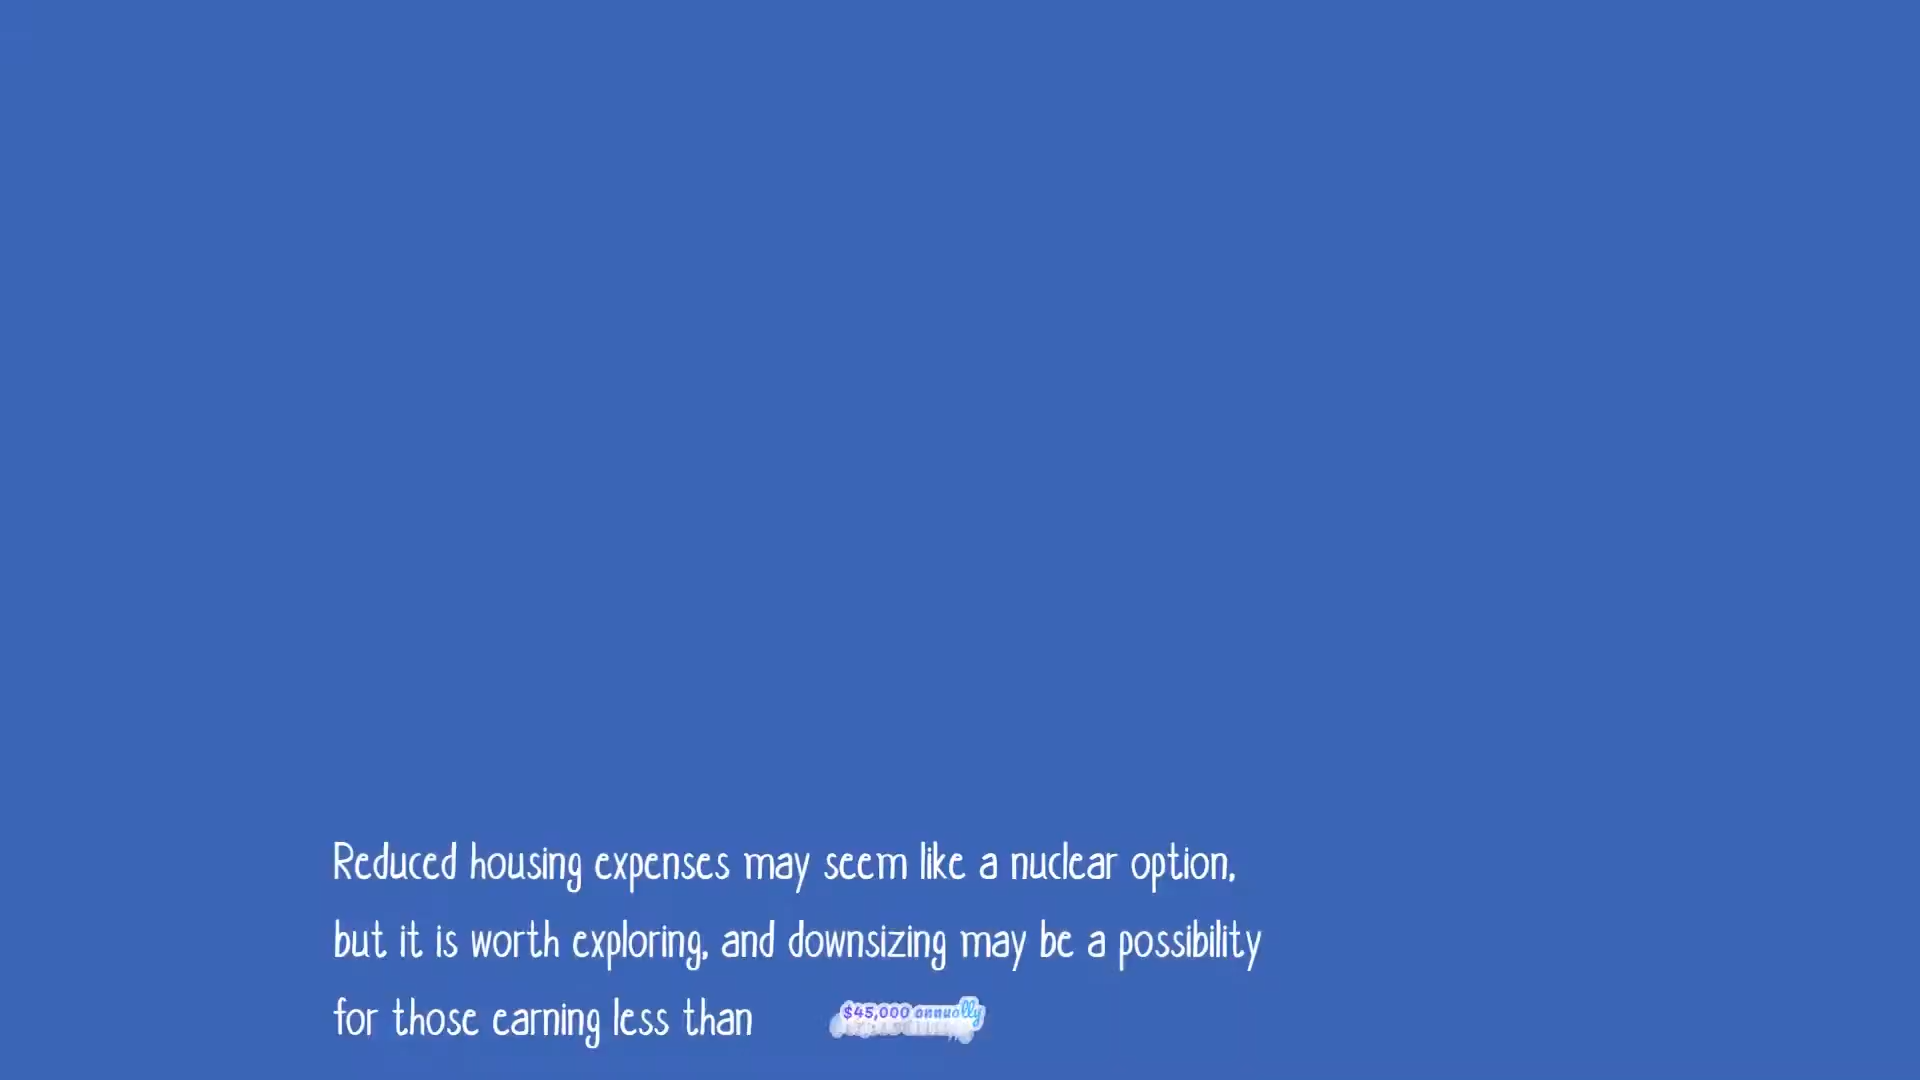 Reduced housing expenses may seem like a nuclear option,
but it is worth exploring, and downsizing may be a possibility
for those earning less than $45,000 annually